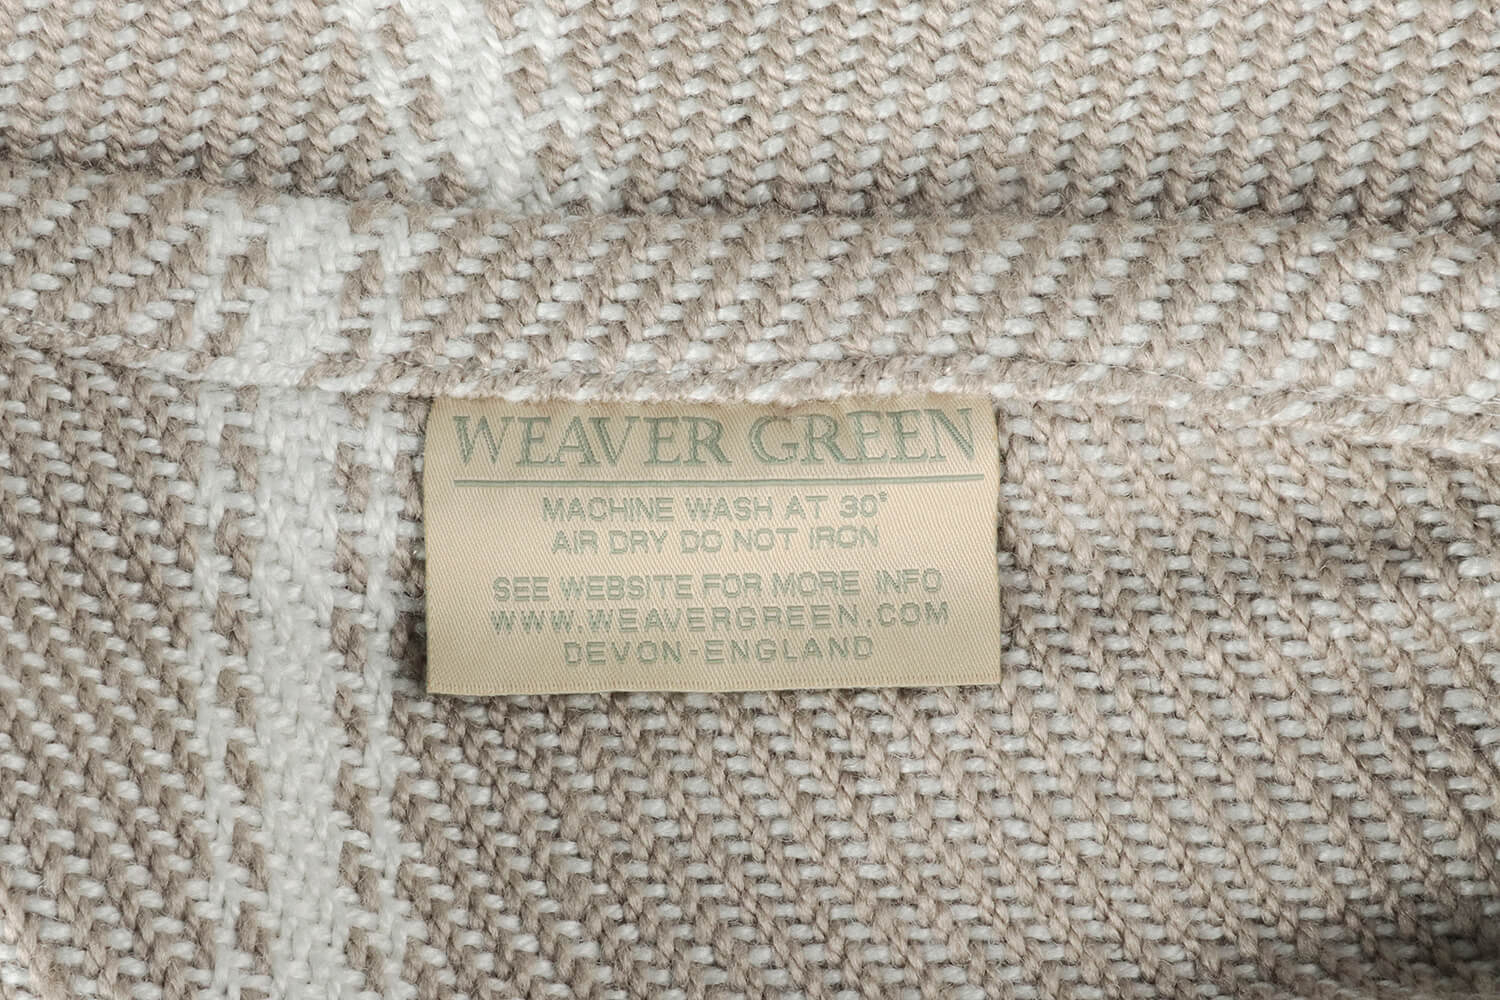 WEAVER GREEN
MACHINE WASH AT 30°
AIR DRY DO NOT IRON
SEE WEBSITE FOR MORE INFO
WWW.WEAVERGREEN.COM
DEVON-ENGLAND